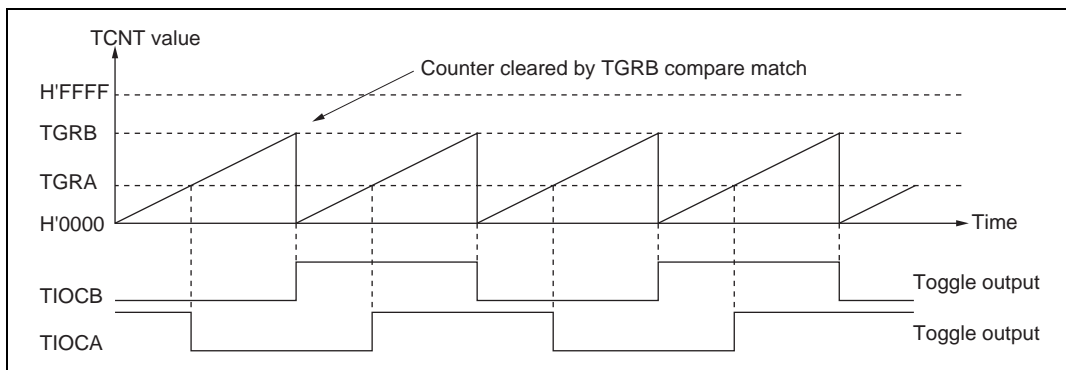 TCNT value
Counter cleared by TGRB compare match
H'FFFF
TGRB
TGRA
H'0000
Time
TIOCB
Toggle output
TIOCA
Toggle output